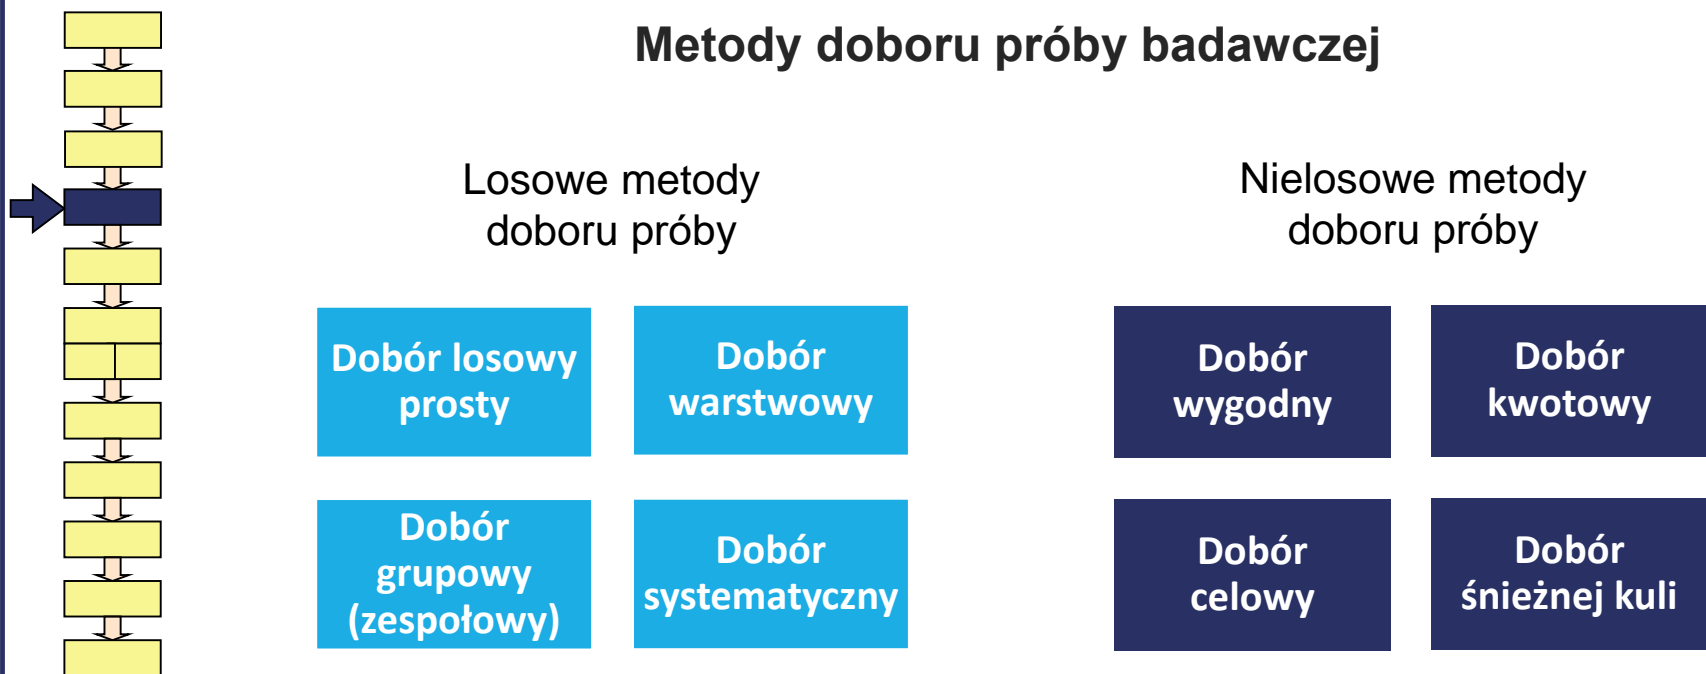 Metody doboru próby badawczej
Losowe metody
doboru próby
Dobór losowy
prosty
Dobór
warstwowy
Dobór
grupowy
(zespołowy)
Dobór
systematyczny
Nielosowe metody
doboru próby
Dobór
wygodny
Dobór
kwotowy
Dobór
celowy
Dobór
śnieżnej kuli